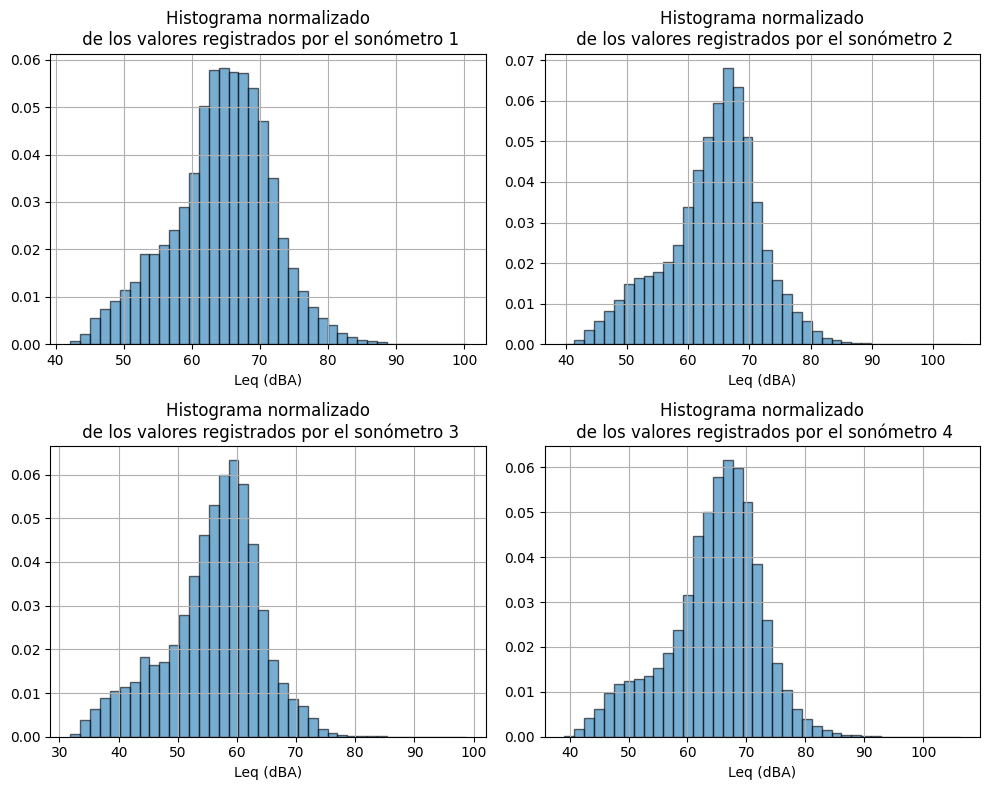 Histograma normalizado
de los valores registrados por el sonómetro 1
0.06
0.05
0.04
0.03
0.02
0.01
0.00
40 50 60 70 80 90 100
Leq (dBA)
Histograma normalizado
de los valores registrados por el sonómetro 2
0.07
0.06
0.05
0.04
0.03
0.02
0.01
0.00
40 50 60 70 80 90 100
Leq (dBA)
Histograma normalizado
de los valores registrados por el sonómetro 3
0.06
0.05
0.04
0.03
0.02
0.01
0.00
30 40 50 60 70 80 90 100
Leq (dBA)
Histograma normalizado
de los valores registrados por el sonómetro 4
0.06
0.05
0.04
0.03
0.02
0.01
0.00
40 50 60 70 80 90 100
Leq (dBA)